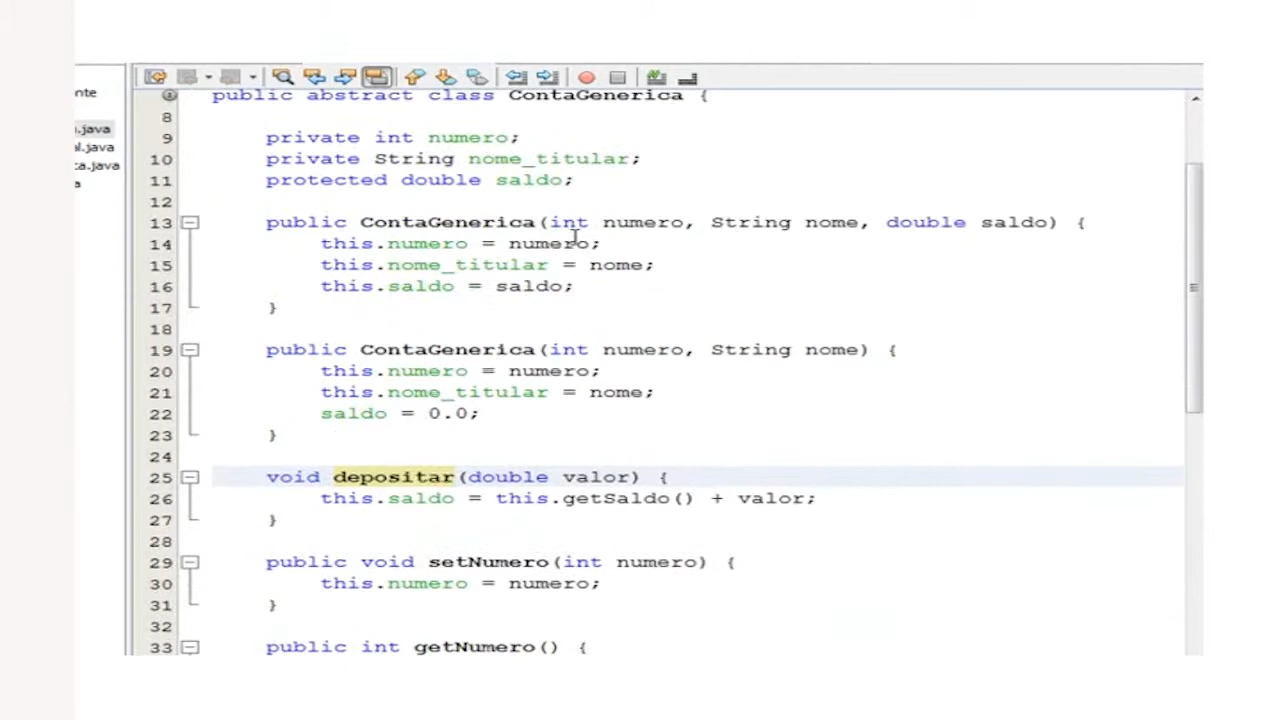 nte
.java
al.java
ca.java
a
public abstract class ContaGenerica {
8
9 private int numero;
10 private String nome_titular;
11 protected double saldo;
12
13 public ContaGenerica(int numero, String nome, double saldo) {
14 this.numero = numero;
15 this.nome_titular = nome;
16 this.saldo = saldo;
17 }
18
19 public ContaGenerica(int numero, String nome) {
20 this.numero = numero;
21 this.nome_titular = nome;
22 saldo = 0.0;
23 }
24
25 void depositar(double valor) {
26 this.saldo = this.getSaldo() + valor;
27 }
28
29 public void setNumero(int numero) {
30 this.numero = numero;
31 }
32
33 public int getNumero() {